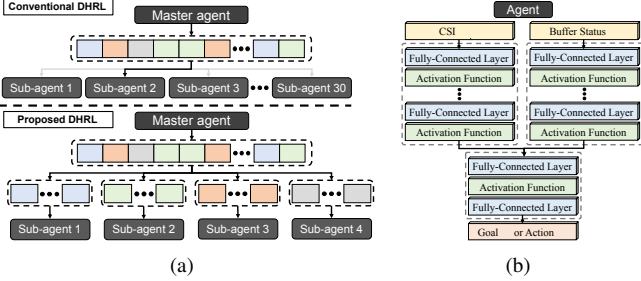 Conventional DHRL
Master agent
Sub-agent 1
Sub-agent 2
Sub-agent 3
Sub-agent 30
Proposed DHRL
Master agent
Sub-agent 1
Sub-agent 2
Sub-agent 3
Sub-agent 4
(a)
Agent
CSI
Buffer Status
Fully-Connected Layer
Fully-Connected Layer
Activation Function
Activation Function
Fully-Connected Layer
Fully-Connected Layer
Activation Function
Activation Function
Fully-Connected Layer
Activation Function
Fully-Connected Layer
Goal or Action
(b)